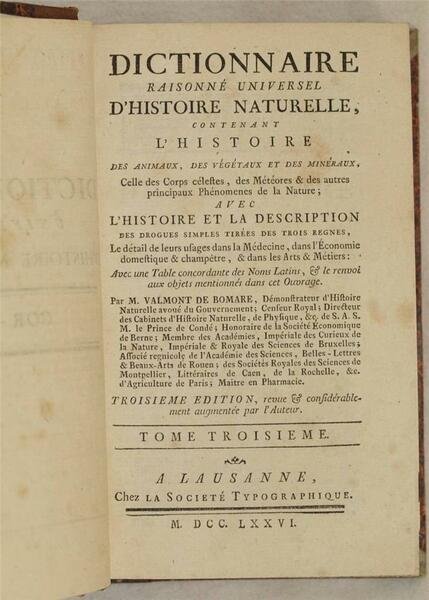 DICTIONNAIRE
RAISONNÉ UNIVERSEL
D'HISTOIRE NATURELLE,
CONTENANT
L'HISTOIRE
DES ANIMAUX, DES VÉGÉTAUX ET DES MINÉRAUX,
Celle des Corps célestes, des Météores & des autres
principaux Phénomenes de la Nature;
AVEC
L'HISTOIRE ET LA DESCRIPTION
DES DROGUES SIMPLES TIRÉES DES TROIS REGNES,
Le détail de leurs usages dans la Médecine, dans l'Économie
domestique & champêtre, & dans les Arts & Métiers:
Avec une Table concordante des Noms Latins, & le renvoi
aux objets mentionnés dans cet Ouvrage.
Par M. VALMONT DE BOMARE, Démonstrateur d'Histoire
Naturelle avoué du Gouvernement; Censeur Royal; Directeur
des Cabinets d'Histoire Naturelle, de Physique, &c. de S. A. S.
M. le Prince de Condé; Honoraire de la Société Économique
de Berne; Membre des Académies, Impériale des Curieux de
la Nature, Impériale & Royale des Sciences de Bruxelles;
Associé regnicole de l'Académie des Sciences, Belles-Lettres
& Beaux-Arts de Rouen; des Sociétés Royales des Sciences de
Montpellier, Littéraires de Caen, de la Rochelle, &c.
d'Agriculture de Paris; Maitre en Pharmacie.
TROISIEME EDITION, revue & considérable-
ment augmentée par l'Auteur.
TOME TROISIEME.
A LAUSANNE,
Chez LA SOCIETÉ TYPOGRAPHIQUE.
M. DCC. LXXVI.